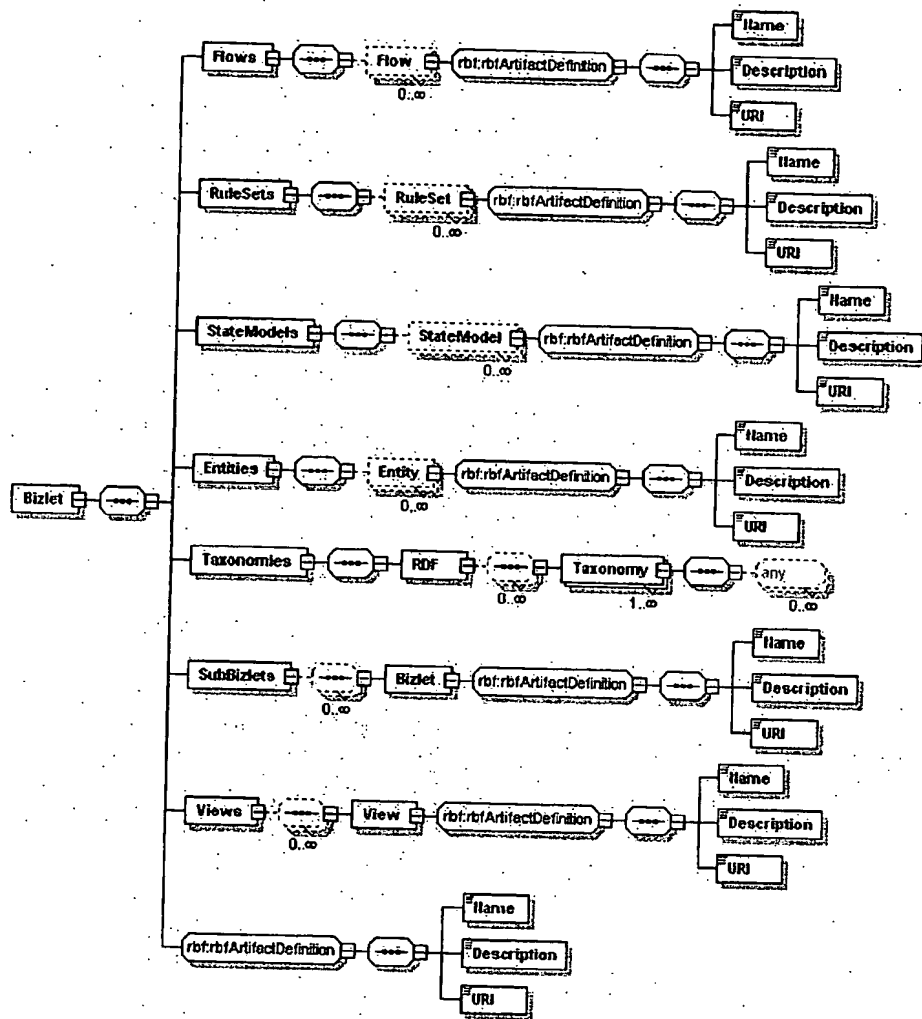 Name
Flows Flow rbf:rbfArtifactDefinition Description
0..∞
URI
Name
RuleSets RuleSet rbf:rbfArtifactDefinition Description
0..∞
URI
Name
StateModels StateModel rbf:rbfArtifactDefinition Description
0..∞
URI
Name
Entities Entity rbf:rbfArtifactDefinition Description
0..∞
Bizlet
URI
Taxonomies RDF Taxonomy any
0..∞ 1..∞ 0..∞
Name
SubBizlets Bizlet rbf:rbfArtifactDefinition Description
0..∞
URI
Name
Views View rbf:rbfArtifactDefinition Description
0..∞
URI
Name
rbf:rbfArtifactDefinition Description
URI